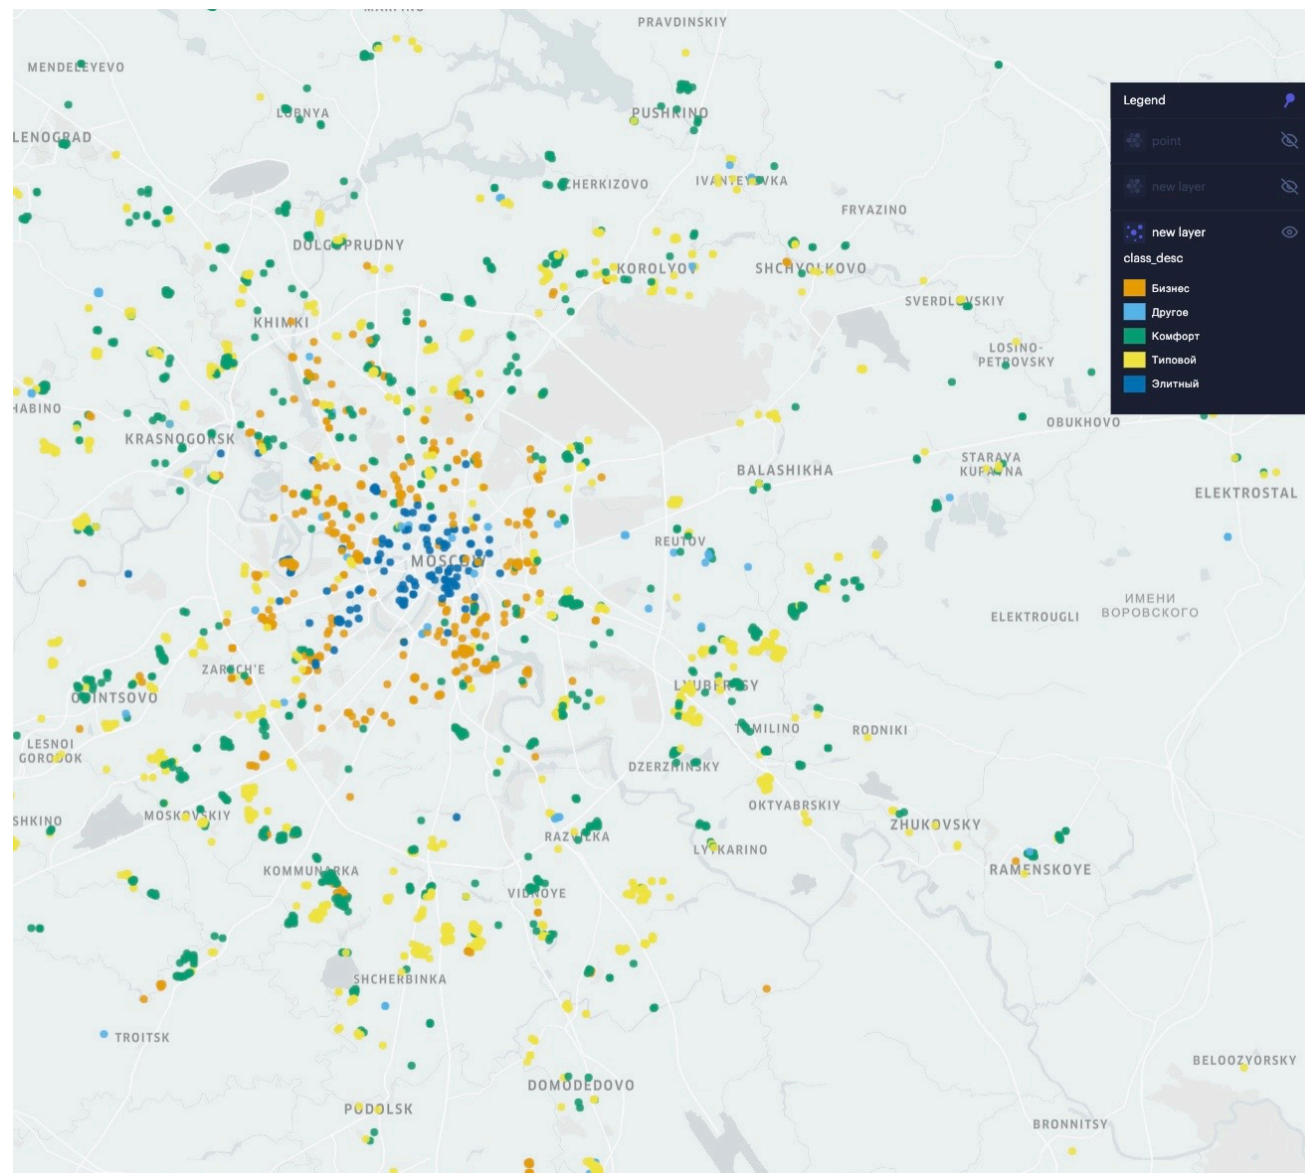 PRAVDINSKIY
MENDELEYEVO
LENOGRAD
LOBNYA
PUSHKINO
CHERKIZOVO
IVANTEYEVKA
FRYAZINO
DOLGOPRUDNY
KOROLYOV
SHCHYOLKOVO
SVERDLOVSKIY
KHIMKI
LOSINO-
PETROVSKY
HABINO
KRASNOGORSK
OBUKHOVO
BALASHIKHA
STARAYA
KUPAVNA
ELEKTROSTAL
REUTOV
MOSCOW
ИМЕНИ
ВОРОВСКОГО
ELEKTROUGLI
ZARECH'E
ODINTSOVO
LYUBERTSY
TOMILINO
RODNIKI
LESNOI
GORODOK
DZERZHINSKY
OKTYABRSKIY
SHKINO
MOSKOVSKIY
RAZVILKA
ZHUKOVSKY
LYTKARINO
KOMMUNARKA
RAMENSKOYE
VIDNOYE
SHCHERBINKA
TROITSK
BELOOZYORSKY
DOMODEDOVO
PODOLSK
BRONNITSY
Legend
point
new layer
new layer
class_desc
Бизнес
Другое
Комфорт
Типовой
Элитный